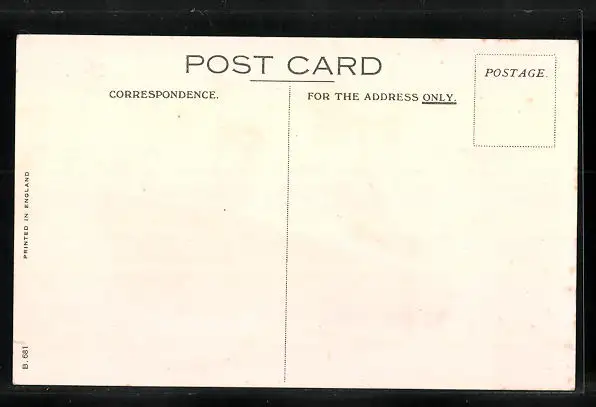 POST CARD
CORRESPONDENCE.
FOR THE ADDRESS ONLY.
POSTAGE.
PRINTED IN ENGLAND
B. 681